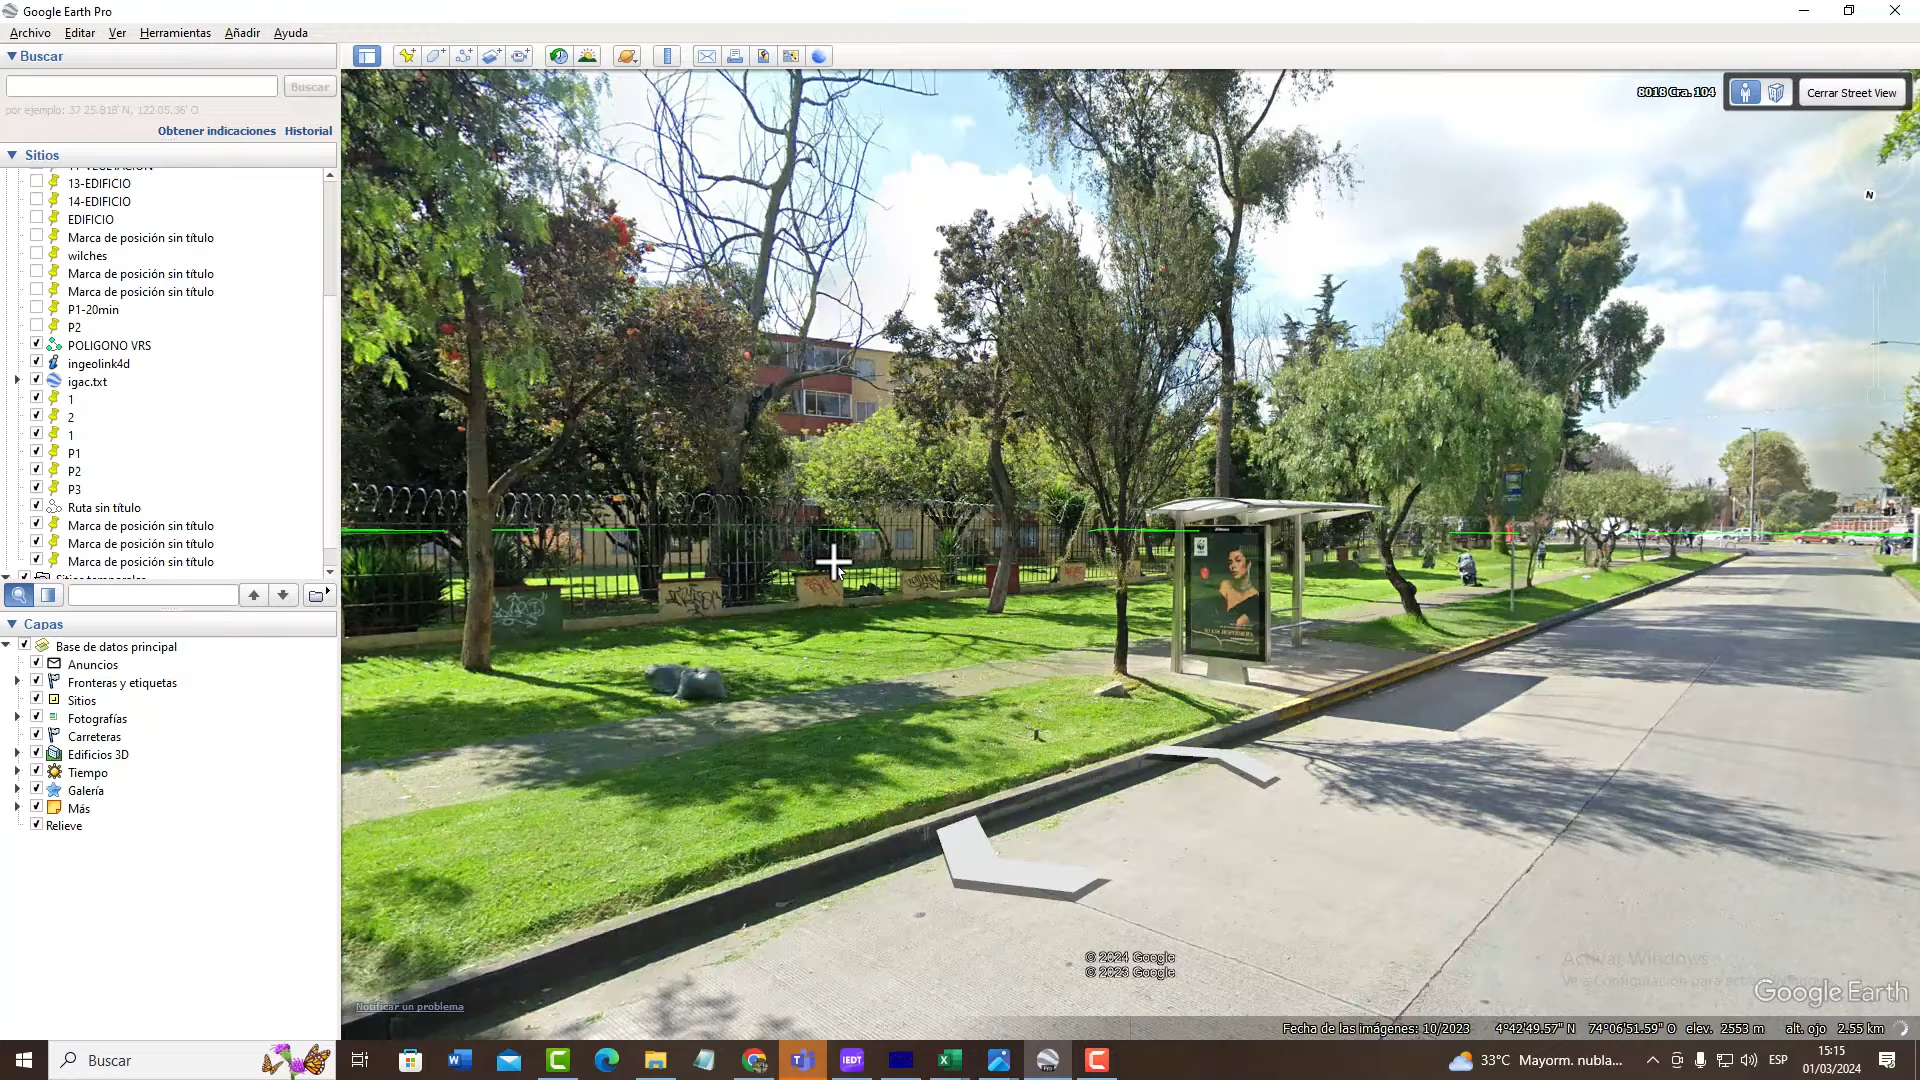 Google Earth Pro
Archivo Editar Ver Herramientas Añadir Ayuda
Buscar
Buscar
por ejemplo: 37 25.818' N, 122 05.36' O
Obtener indicaciones Historial
Sitios
13-EDIFICIO
14-EDIFICIO
EDIFICIO
Marca de posición sin título
wilches
Marca de posición sin título
Marca de posición sin título
P1-20min
P2
POLIGONO VRS
ingeolink4d
igac.txt
1
2
1
P1
P2
P3
Ruta sin título
Marca de posición sin título
Marca de posición sin título
Marca de posición sin título
Capas
Base de datos principal
Anuncios
Fronteras y etiquetas
Sitios
Fotografías
Carreteras
Edificios 3D
Tiempo
Galería
Más
Relieve
8018 Cra. 104
Cerrar Street View
N
© 2024 Google
© 2023 Google
Activar Windows
Google Earth
Notificar un problema
Fecha de las imágenes: 10/2023 4°42'49.57" N 74°06'51.59" O elev. 2553 m alt. ojo 2.55 km
Buscar
33°C Mayorm. nubla...
ESP
15:15
01/03/2024